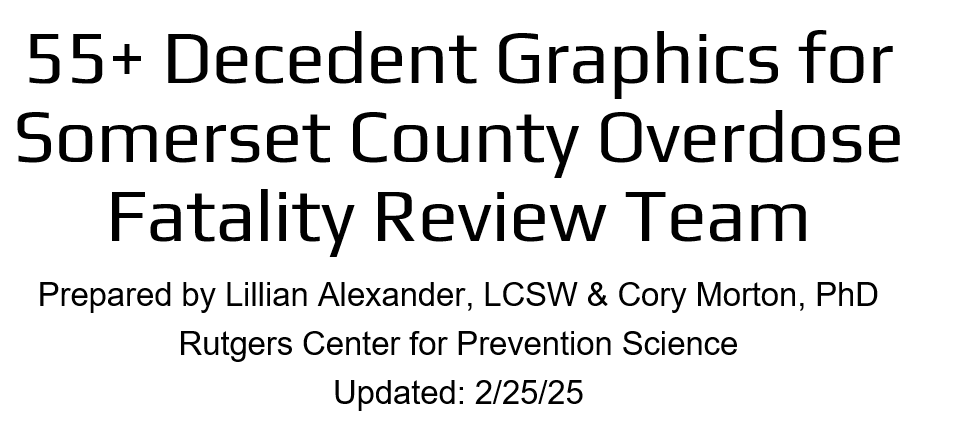 55+ Decedent Graphics for
Somerset County Overdose
Fatality Review Team
Prepared by Lillian Alexander, LCSW & Cory Morton, PhD
Rutgers Center for Prevention Science
Updated: 2/25/25